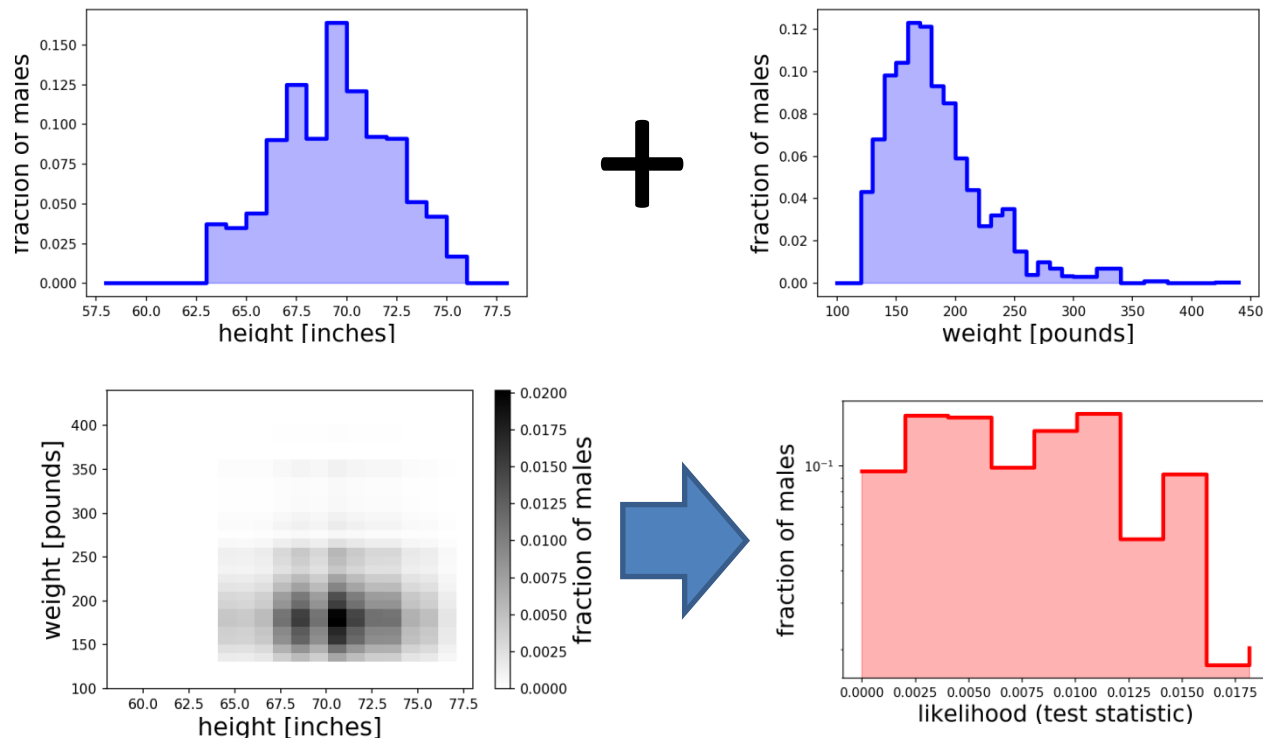 fraction of males
0.150
0.125
0.100
0.075
0.050
0.025
0.000
57.5 60.0 62.5 65.0 67.5 70.0 72.5 75.0 77.5
height [inches]
+
fraction of males
0.12
0.10
0.08
0.06
0.04
0.02
0.00
100 150 200 250 300 350 400 450
weight [pounds]
weight [pounds]
400
350
300
250
200
150
100
60.0 62.5 65.0 67.5 70.0 72.5 75.0 77.5
height [inches]
0.0200
0.0175
0.0150
0.0125
0.0100
0.0075
0.0050
0.0025
0.0000
fraction of males
fraction of males
10⁻¹
0.0000 0.0025 0.0050 0.0075 0.0100 0.0125 0.0150 0.0175
likelihood (test statistic)